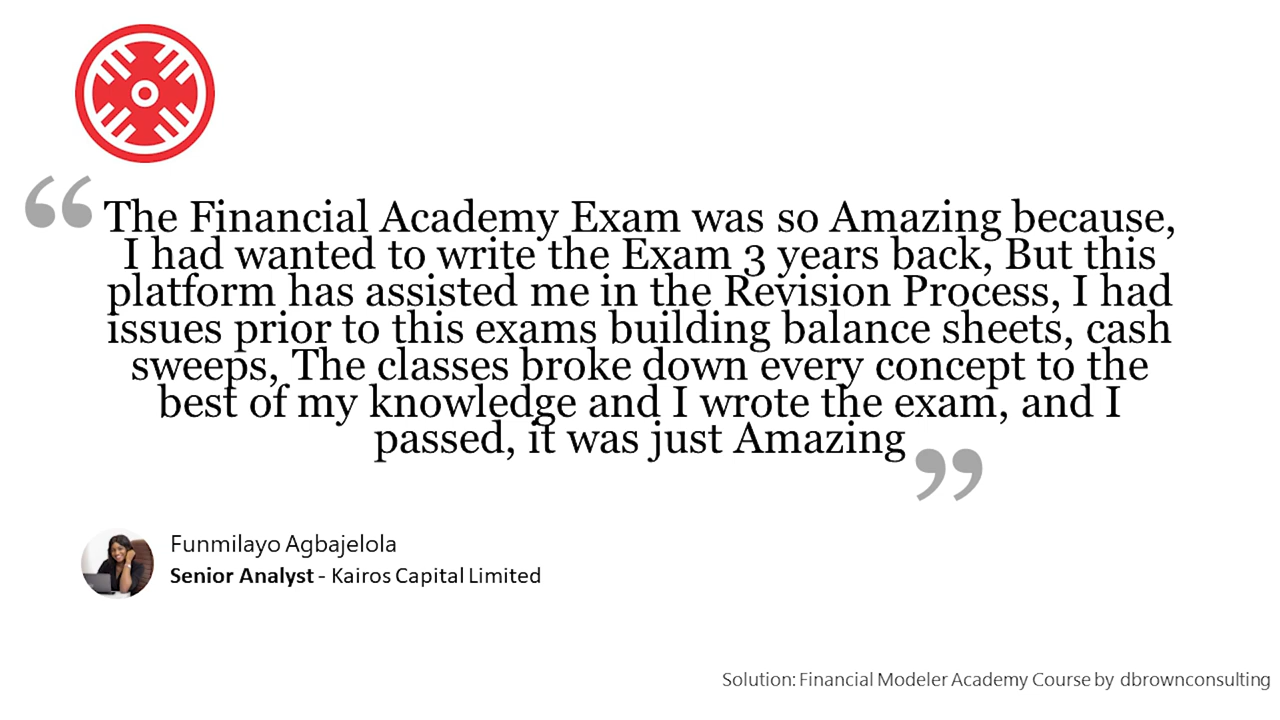 “ The Financial Academy Exam was so Amazing because,
I had wanted to write the Exam 3 years back, But this
platform has assisted me in the Revision Process, I had
issues prior to this exams building balance sheets, cash
sweeps, The classes broke down every concept to the
best of my knowledge and I wrote the exam, and I
passed, it was just Amazing ”
Funmilayo Agbajelola
Senior Analyst - Kairos Capital Limited
Solution: Financial Modeler Academy Course by dbrownconsulting